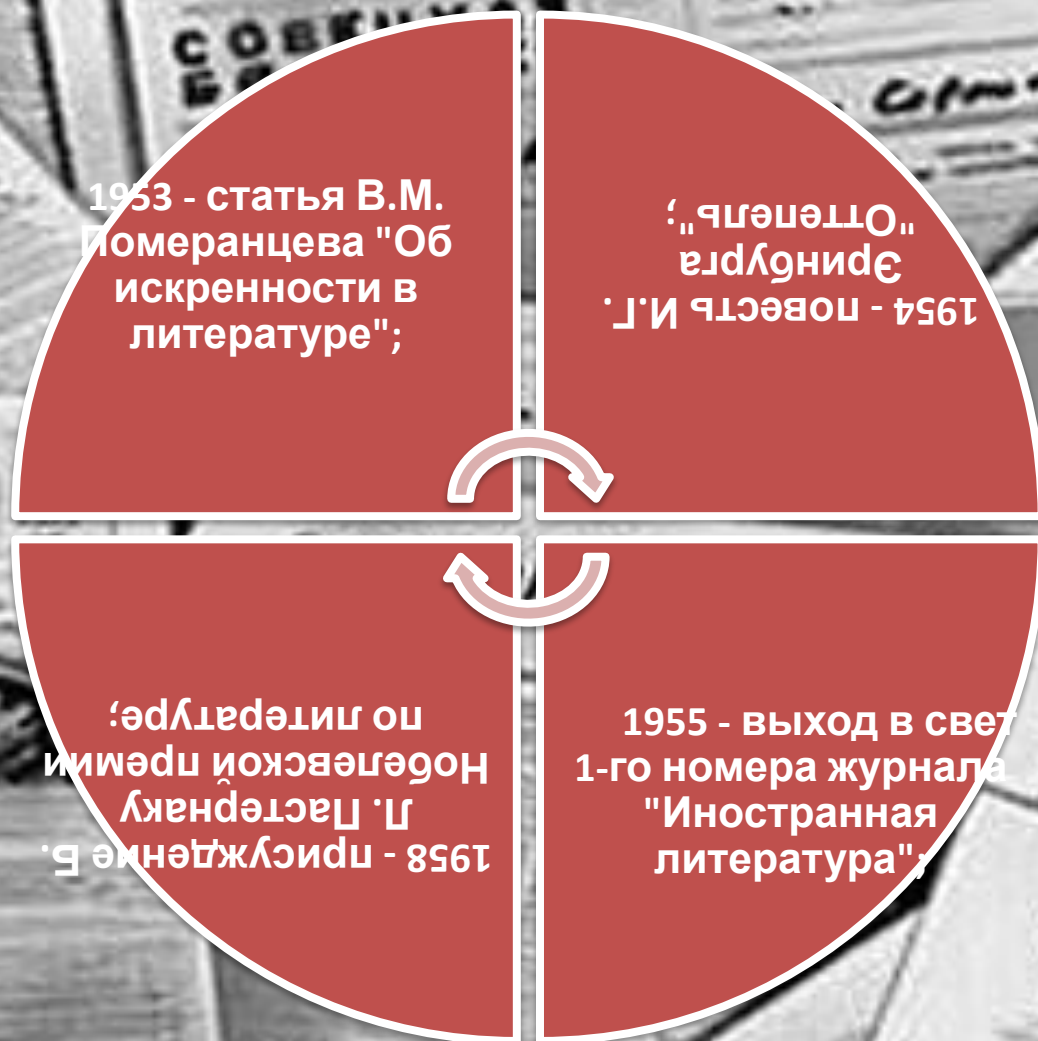 1953 - статья В.М.
Померанцева "Об
искренности в
литературе";
1954 - повесть И.Г.
Эринбурга
"Оттепель";
1955 - выход в свет
1-го номера журнала
"Иностранная
литература";
1958 - присуждение Б.
Л. Пастернаку
Нобелевской премии
по литературе;